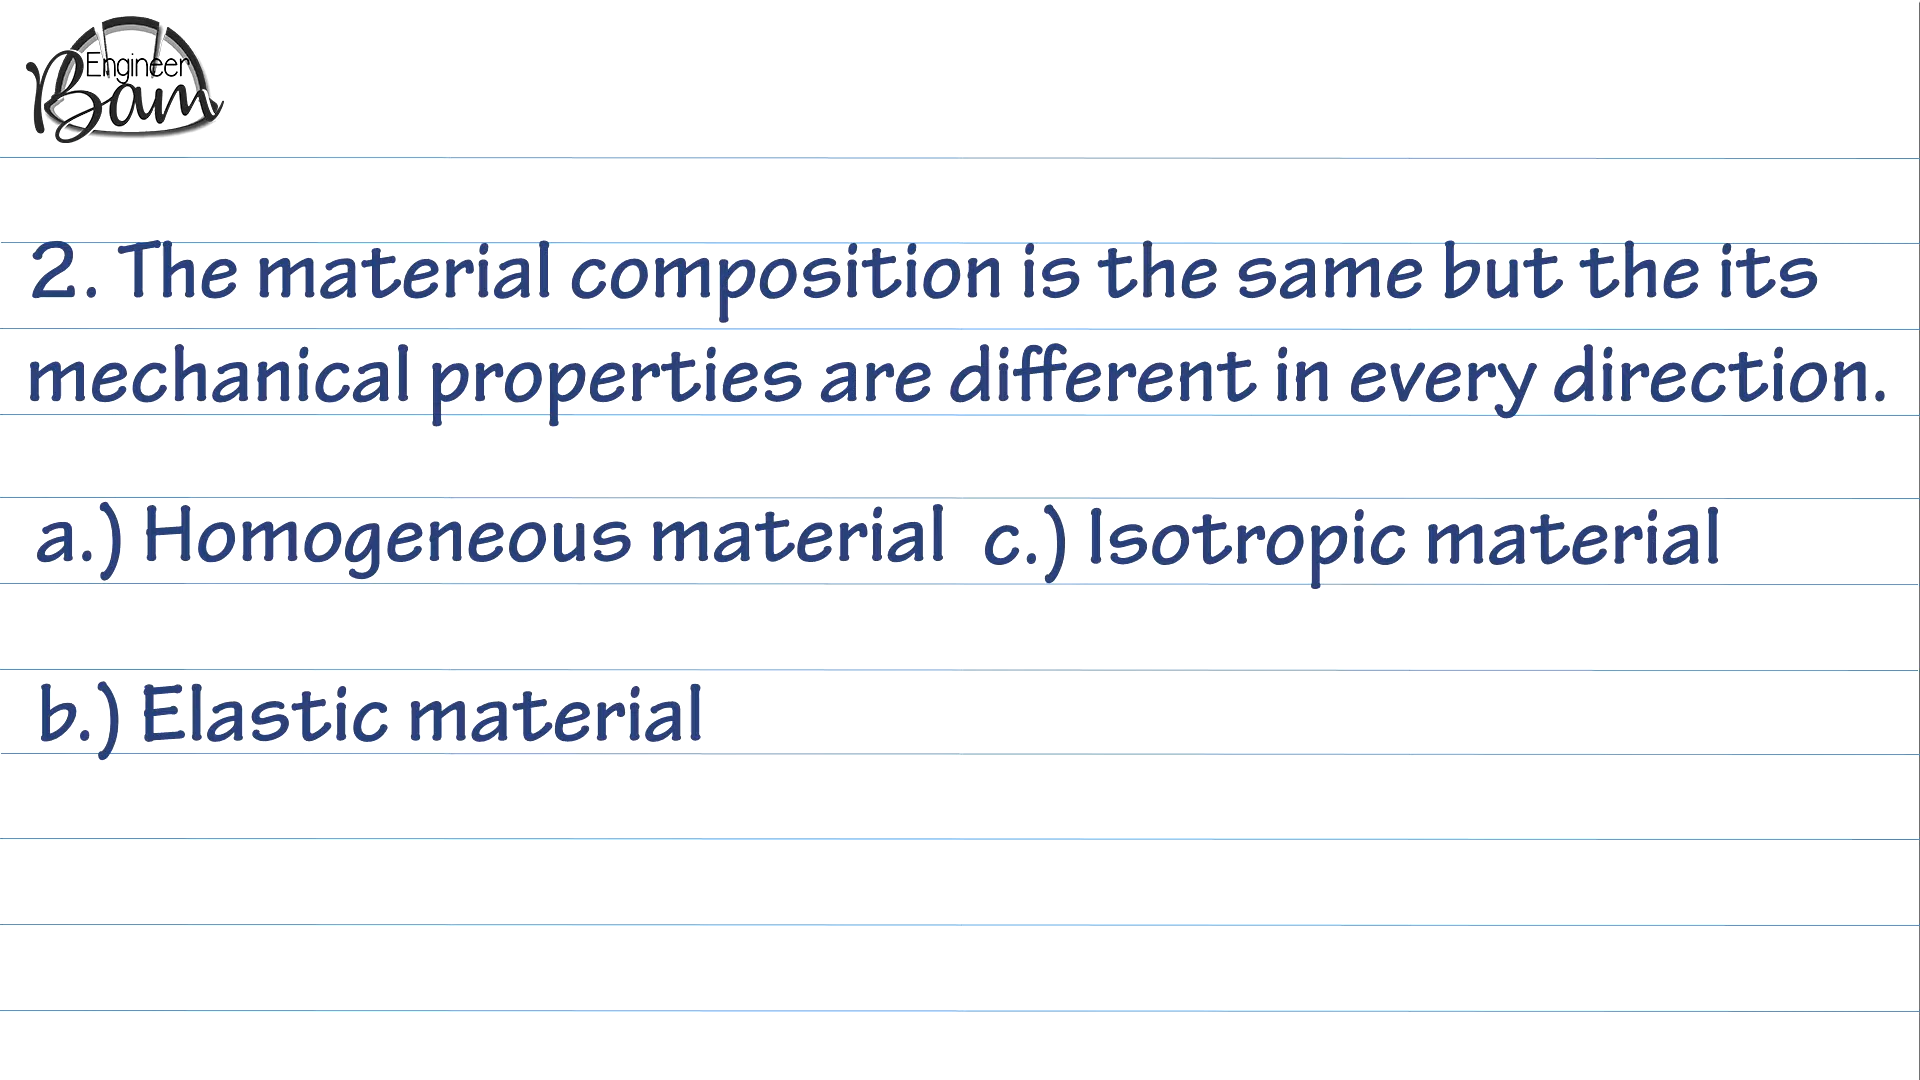 Engineer
Bam
2. The material composition is the same but the its
mechanical properties are different in every direction.
a.) Homogeneous material c.) Isotropic material
b.) Elastic material